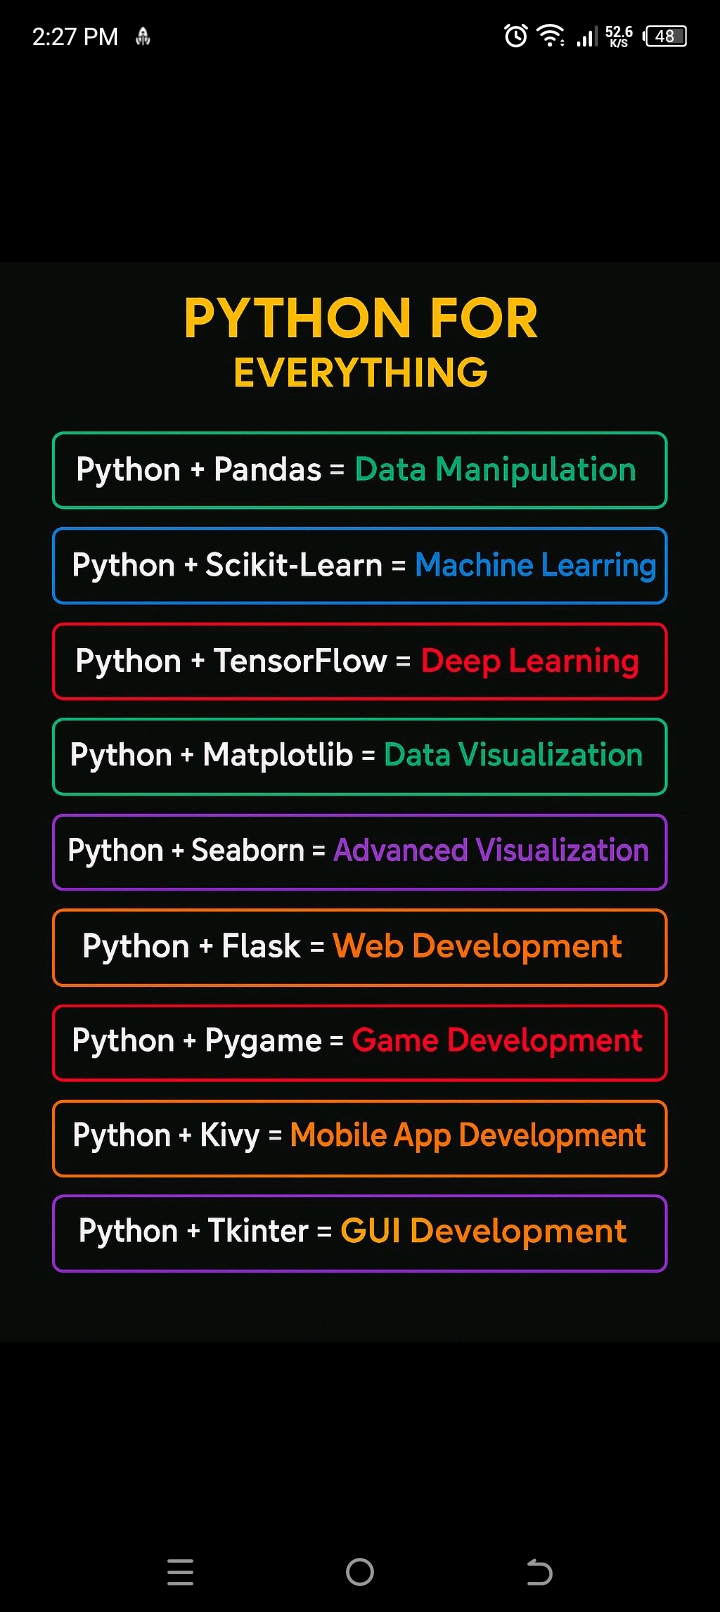 2:27 PM 52.6 K/S 48
PYTHON FOR
EVERYTHING
Python + Pandas = Data Manipulation
Python + Scikit-Learn = Machine Learring
Python + TensorFlow = Deep Learning
Python + Matplotlib = Data Visualization
Python + Seaborn = Advanced Visualization
Python + Flask = Web Development
Python + Pygame = Game Development
Python + Kivy = Mobile App Development
Python + Tkinter = GUI Development